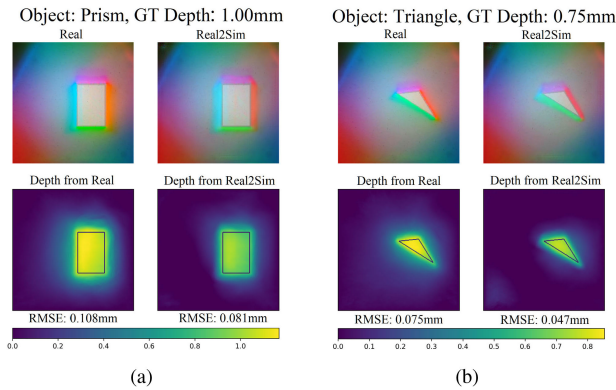 Object: Prism, GT Depth: 1.00mm
Real Real2Sim
Depth from Real Depth from Real2Sim
RMSE: 0.108mm RMSE: 0.081mm
0.0 0.2 0.4 0.6 0.8 1.0
(a)
Object: Triangle, GT Depth: 0.75mm
Real Real2Sim
Depth from Real Depth from Real2Sim
RMSE: 0.075mm RMSE: 0.047mm
0.0 0.1 0.2 0.3 0.4 0.5 0.6 0.7 0.8
(b)